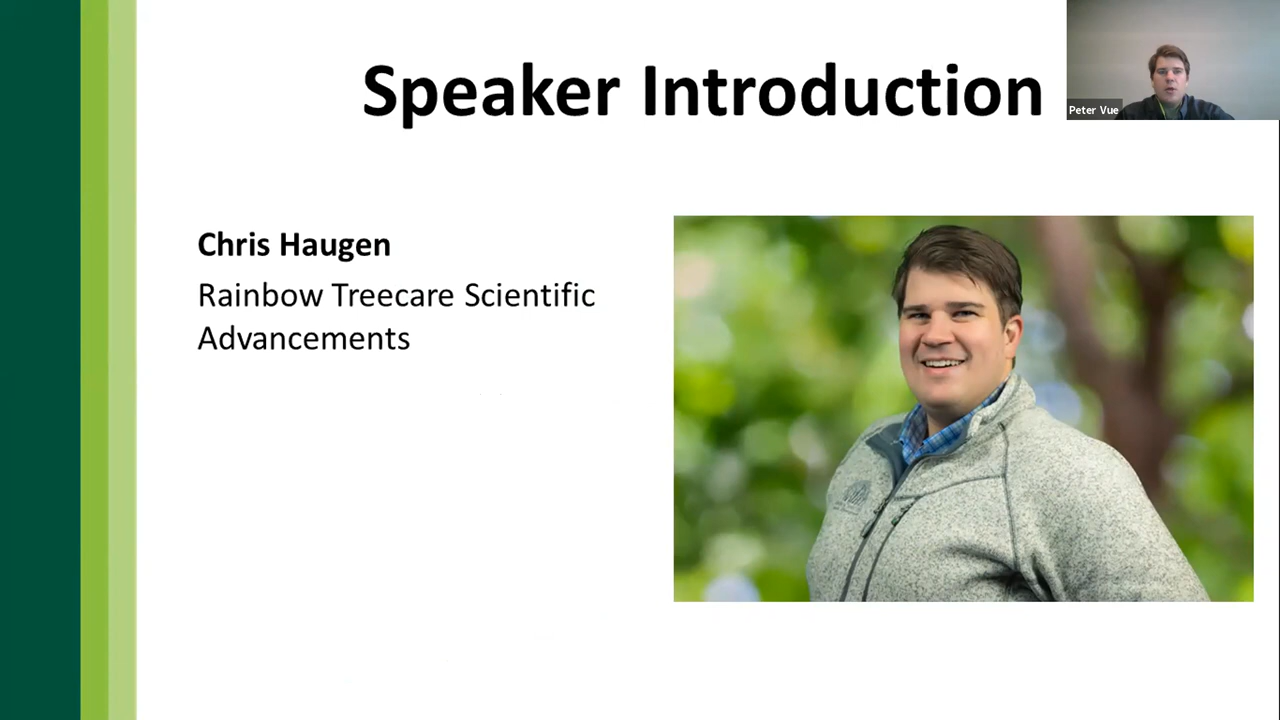 Speaker Introduction
Peter Vue
Chris Haugen
Rainbow Treecare Scientific
Advancements